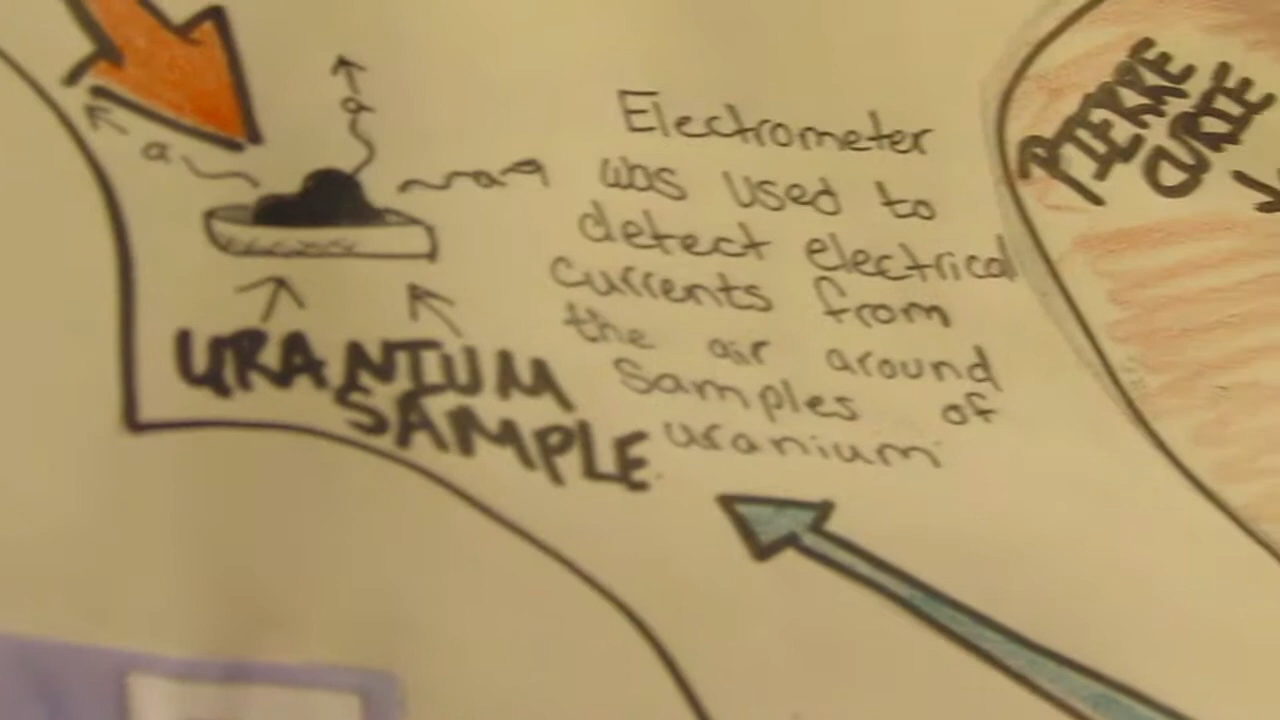 Electrometer
was used to
detect electrical
currents from
the air around
samples of
uranium
URANIUM
SAMPLE
a
a
a
PIERRE
CURIE